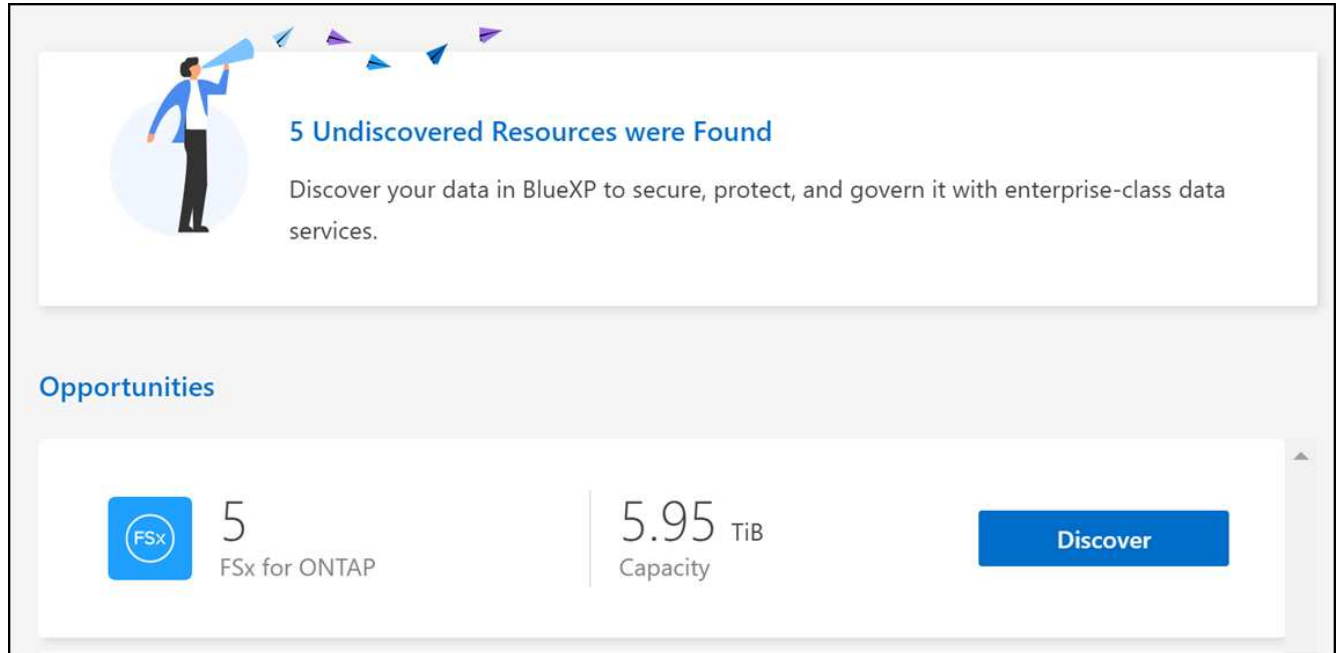 5 Undiscovered Resources were Found
Discover your data in BlueXP to secure, protect, and govern it with enterprise-class data
services.
Opportunities
FSx
5
FSx for ONTAP
5.95 TiB
Capacity
Discover